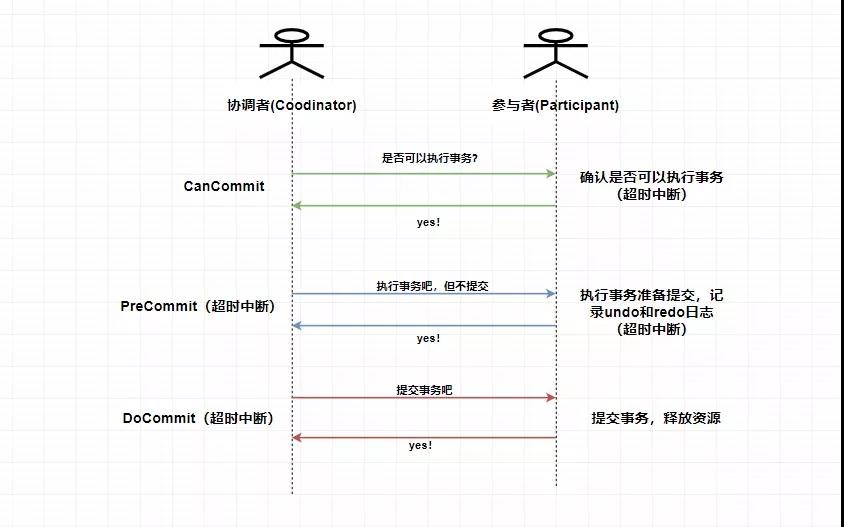 协调者(Coodinator)
参与者(Participant)
是否可以执行事务?
CanCommit
确认是否可以执行事务
（超时中断）
yes!
执行事务吧，但不提交
PreCommit（超时中断）
执行事务准备提交，记
录undo和redo日志
（超时中断）
yes!
提交事务吧
DoCommit（超时中断）
提交事务，释放资源
yes!